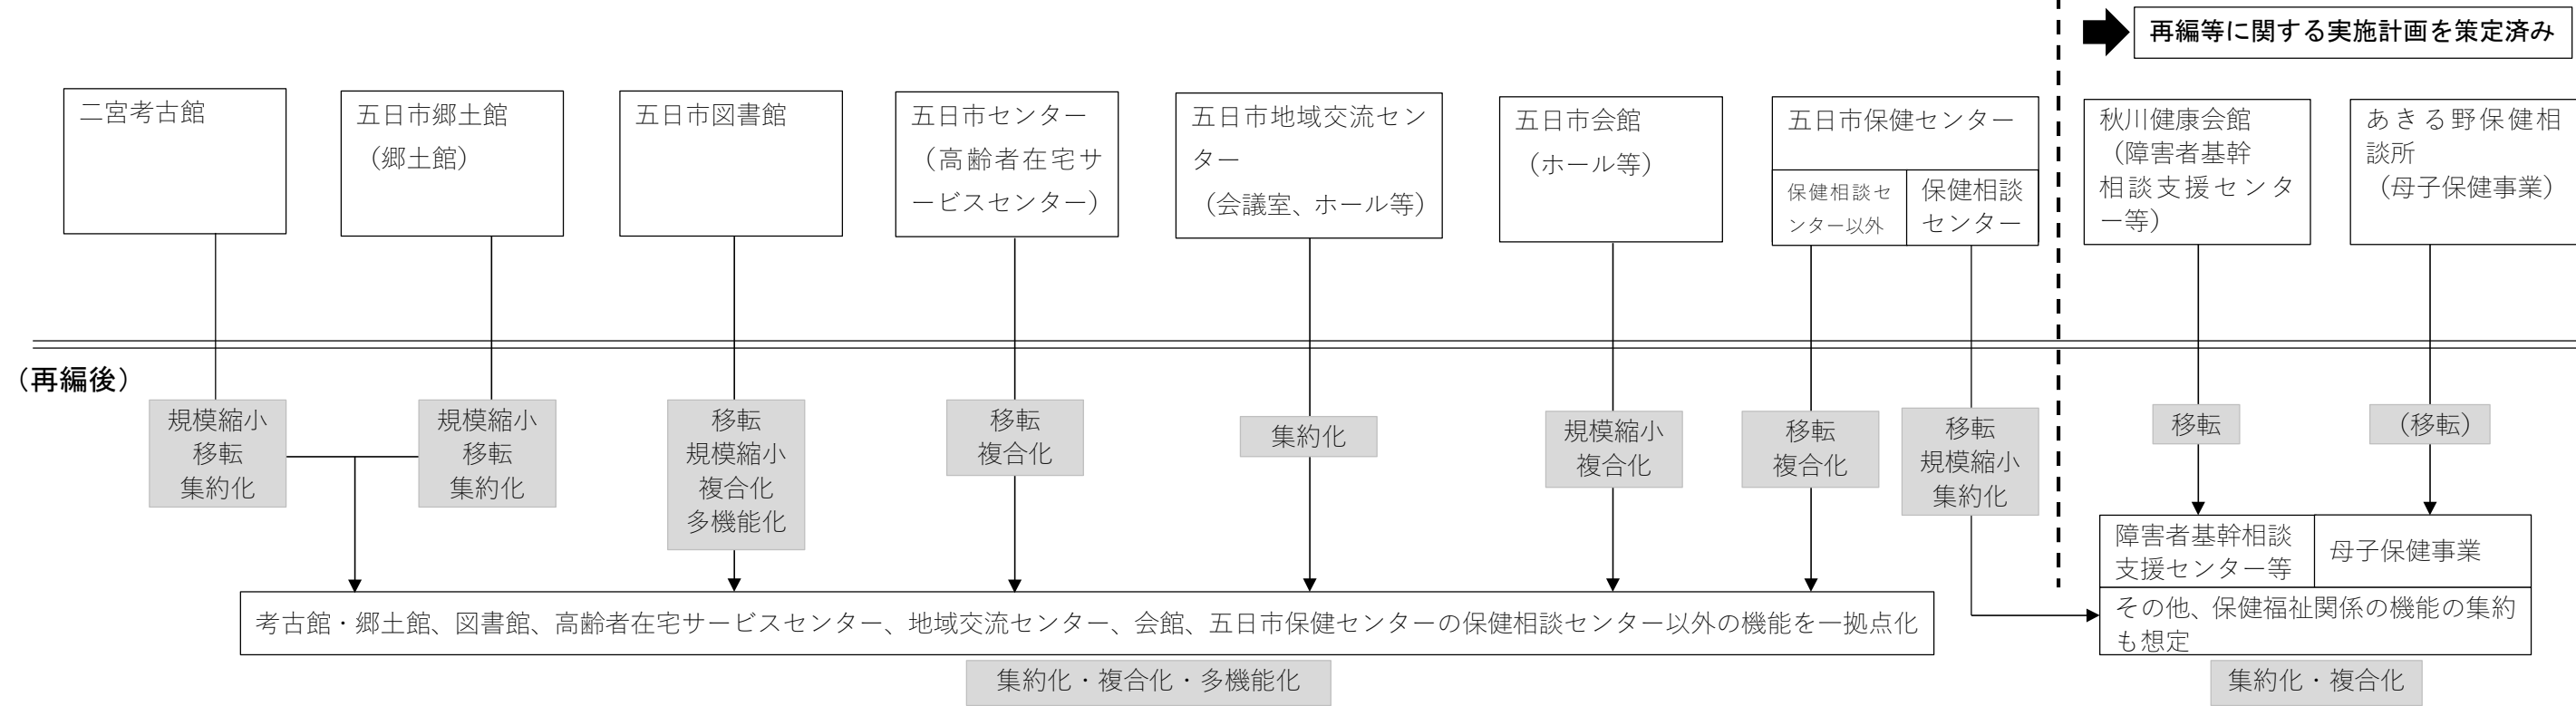 再編等に関する実施計画を策定済み
二宮考古館
五日市郷土館
（郷土館）
五日市図書館
五日市センター
（高齢者在宅サ
ービスセンター）
五日市地域交流セン
ター
（会議室、ホール等）
五日市会館
（ホール等）
五日市保健センター
保健相談セ
ンター以外
保健相談
センター
秋川健康会館
（障害者基幹
相談支援センタ
ー等）
あきる野保健相
談所
（母子保健事業）
（再編後）
規模縮小
移転
集約化
規模縮小
移転
集約化
移転
規模縮小
複合化
多機能化
移転
複合化
集約化
規模縮小
複合化
移転
複合化
移転
規模縮小
集約化
移転
（移転）
障害者基幹相談
支援センター等
母子保健事業
その他、保健福祉関係の機能の集約
も想定
考古館・郷土館、図書館、高齢者在宅サービスセンター、地域交流センター、会館、五日市保健センターの保健相談センター以外の機能を一拠点化
集約化・複合化・多機能化
集約化・複合化